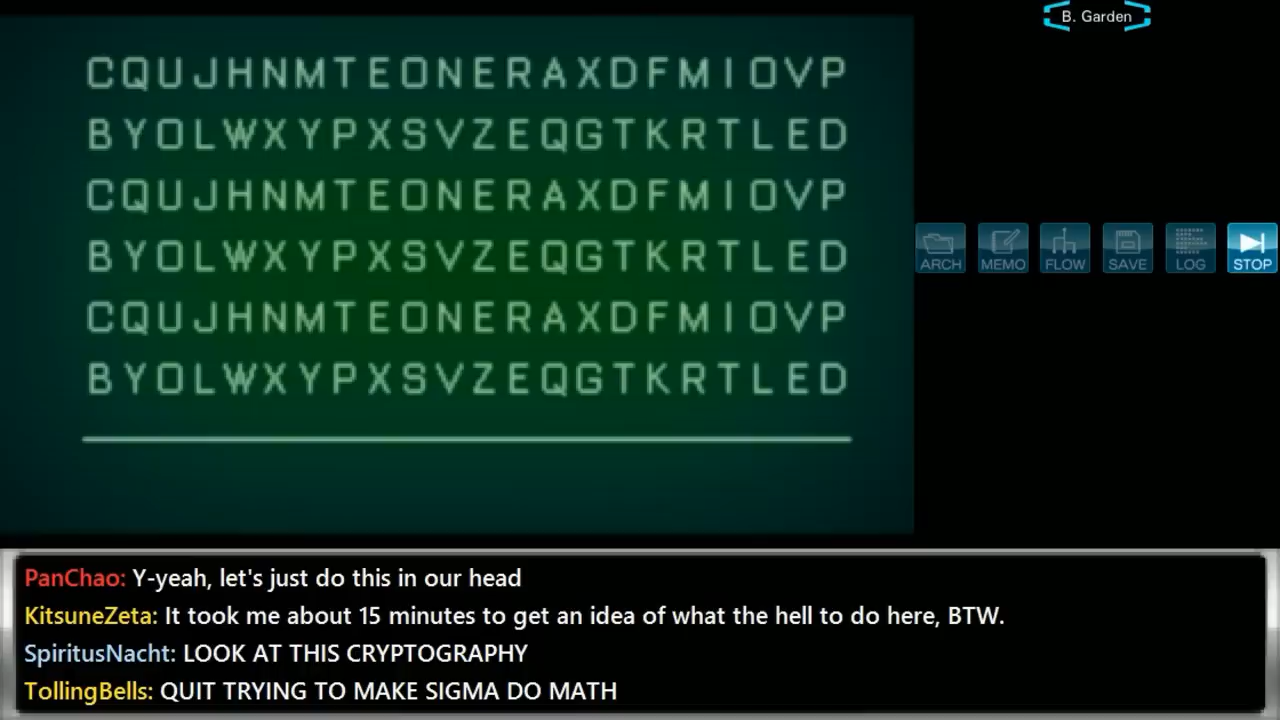 B. Garden
CQUJHNMTEONERAXDFMIOVP
BYOLWXYPXSVZEQGTKRTLED
CQUJHNMTEONERAXDFMIOVP
BYOLWXYPXSVZEQGTKRTLED
CQUJHNMTEONERAXDFMIOVP
BYOLWXYPXSVZEQGTKRTLED
ARCH MEMO FLOW SAVE LOG STOP
PanChao: Y-yeah, let's just do this in our head
KitsuneZeta: It took me about 15 minutes to get an idea of what the hell to do here, BTW.
SpiritusNacht: LOOK AT THIS CRYPTOGRAPHY
TollingBells: QUIT TRYING TO MAKE SIGMA DO MATH